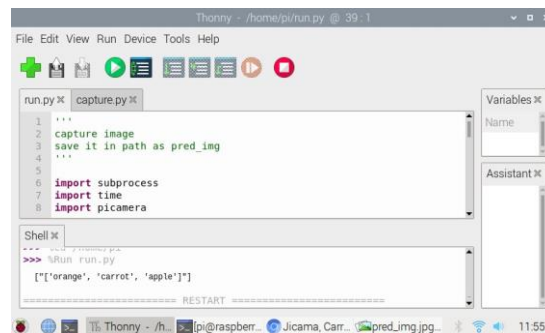 Thonny - /home/pi/run.py @ 39:1
File Edit View Run Device Tools Help
run.py × capture.py ×
1 '''
2 capture image
3 save it in path as pred_img
4 '''
5
6 import subprocess
7 import time
8 import picamera
Variables ×
Name
Assistant ×
Shell ×
>>> %Run run.py
["['orange', 'carrot', 'apple']"]
========================= RESTART =========================
Thonny - /h... [pi@raspberr... Jicama, Carr... pred_img.jpg... 11:55